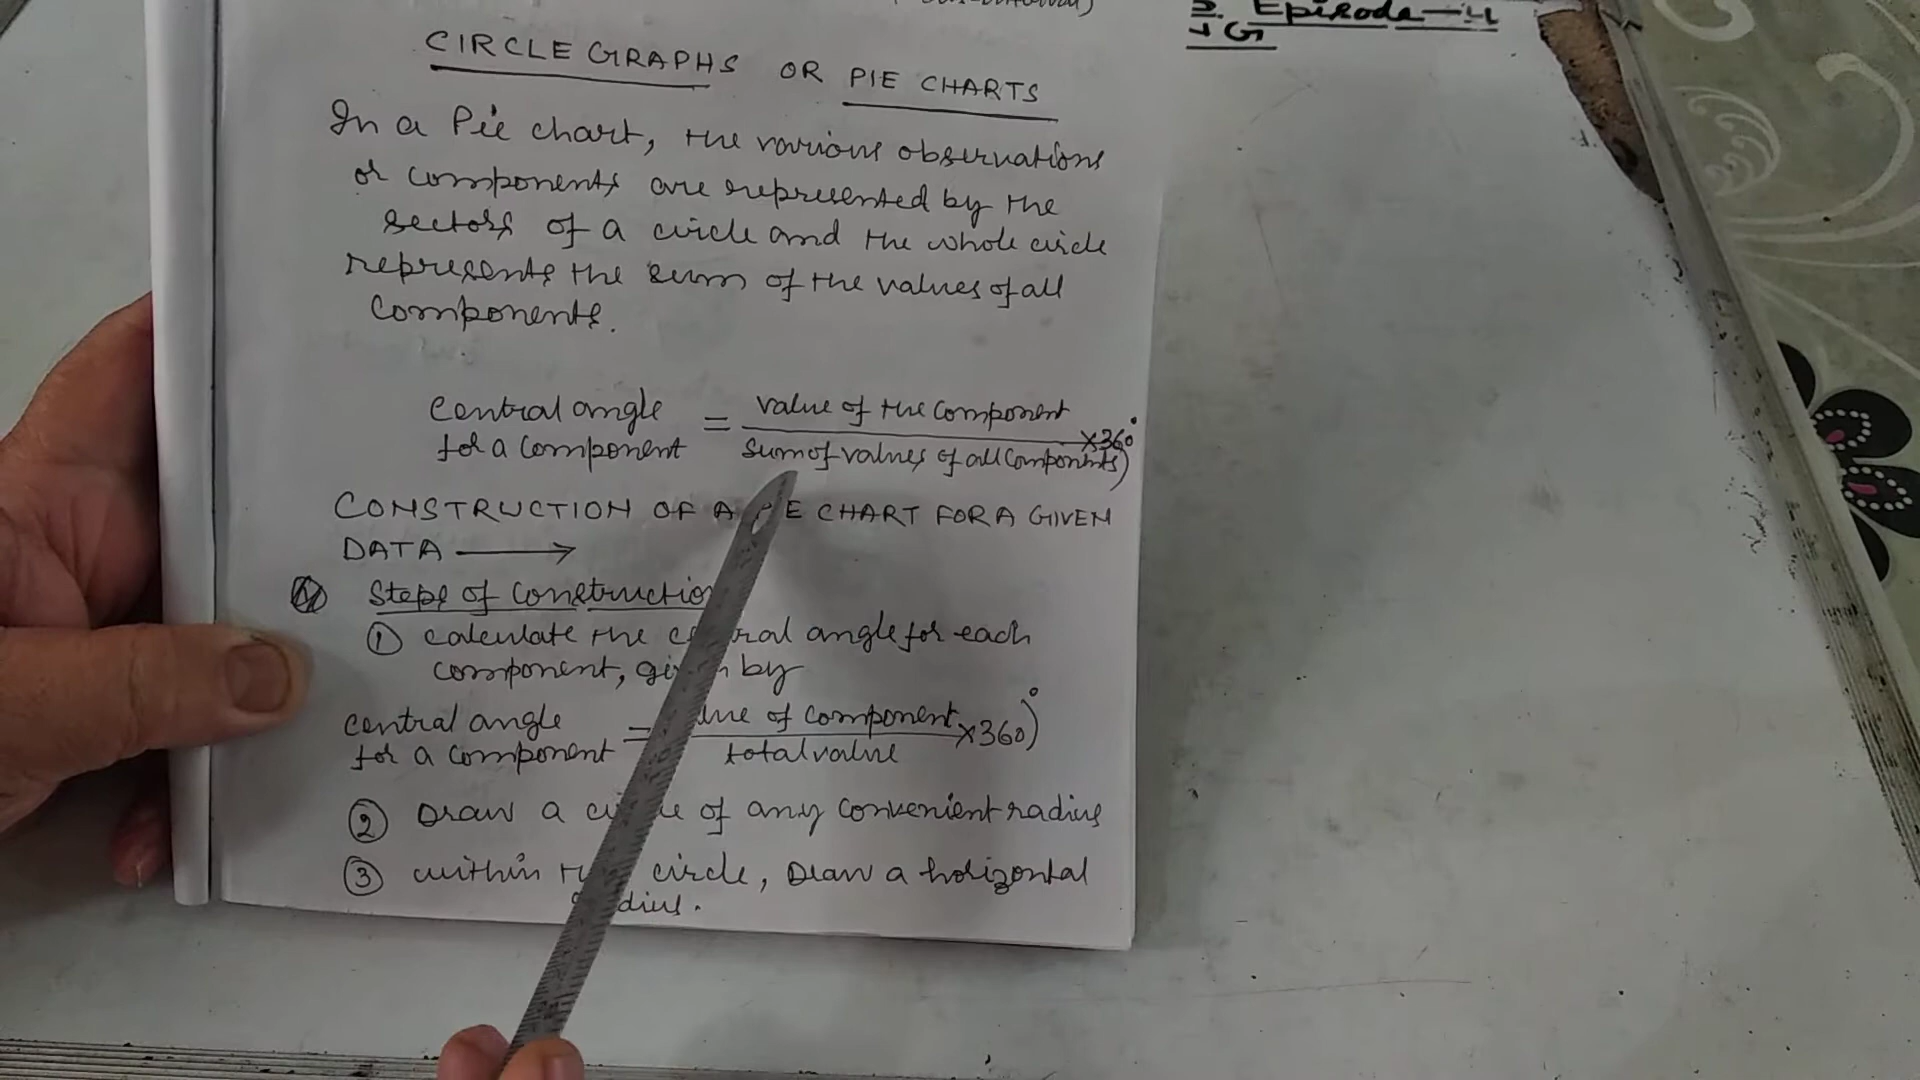 Episode-4
CIRCLE GRAPHS OR PIE CHARTS
In a Pie chart, the various observations
or components are represented by the
sectors of a circle and the whole circle
represents the sum of the values of all
components.
central angle for a component = value of the component / sum of values of all components) ×360°
CONSTRUCTION OF A PIE CHART FOR A GIVEN
DATA →
Steps of construction
① calculate the central angle for each
component, given by
central angle for a component = value of component / total value ×360)°
② Draw a circle of any convenient radius
③ within the circle, Draw a horizontal
radius.